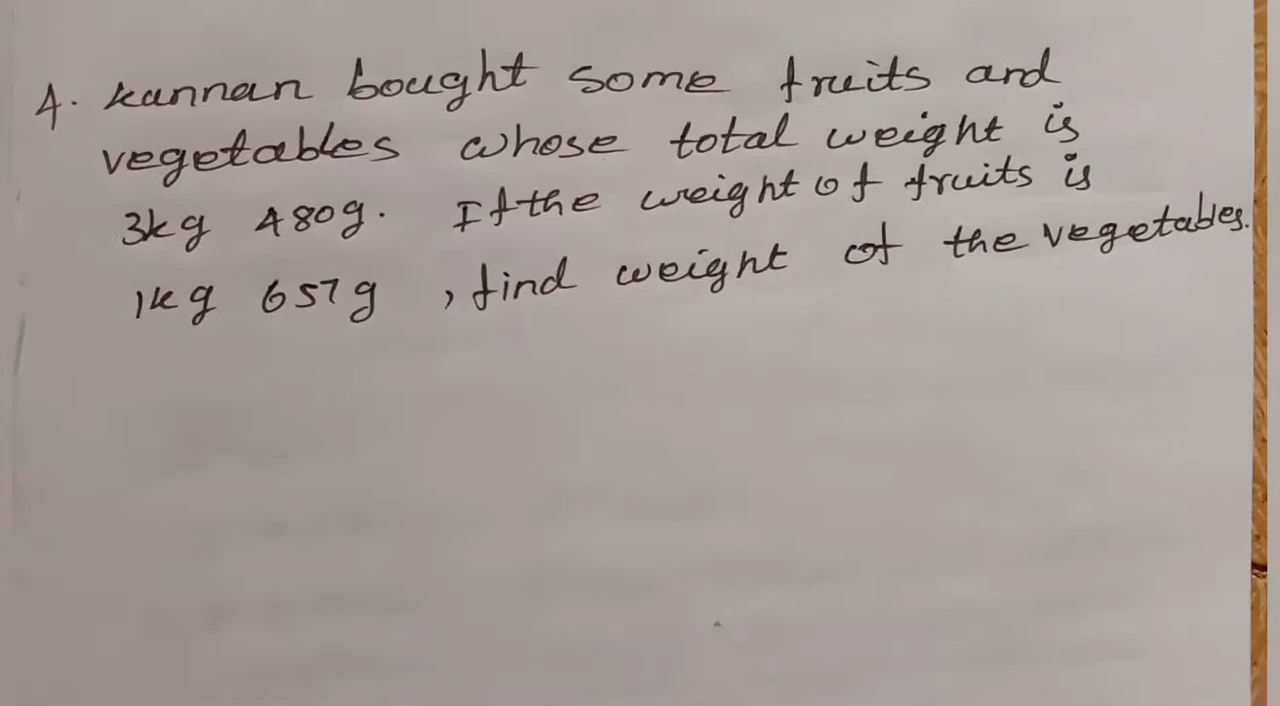 4. kannan bought some fruits and
vegetables whose total weight is
3kg 480g. If the weight of fruits is
1kg 657g , find weight of the vegetables.